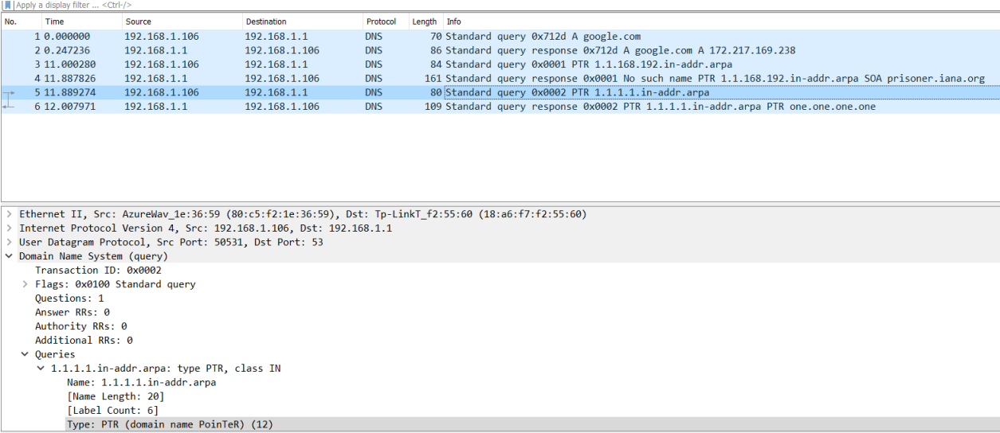 Apply a display filter ... <Ctrl-/>
No. Time Source Destination Protocol Length Info
1 0.000000 192.168.1.106 192.168.1.1 DNS 70 Standard query 0x712d A google.com
2 0.247236 192.168.1.1 192.168.1.106 DNS 86 Standard query response 0x712d A google.com A 172.217.169.238
3 11.000280 192.168.1.106 192.168.1.1 DNS 84 Standard query 0x0001 PTR 1.1.168.192.in-addr.arpa
4 11.887826 192.168.1.1 192.168.1.106 DNS 161 Standard query response 0x0001 No such name PTR 1.1.168.192.in-addr.arpa SOA prisoner.iana.org
5 11.889274 192.168.1.106 192.168.1.1 DNS 80 Standard query 0x0002 PTR 1.1.1.1.in-addr.arpa
6 12.007971 192.168.1.1 192.168.1.106 DNS 109 Standard query response 0x0002 PTR 1.1.1.1.in-addr.arpa PTR one.one.one.one
Ethernet II, Src: AzureWav_1e:36:59 (80:c5:f2:1e:36:59), Dst: Tp-LinkT_f2:55:60 (18:a6:f7:f2:55:60)
Internet Protocol Version 4, Src: 192.168.1.106, Dst: 192.168.1.1
User Datagram Protocol, Src Port: 50531, Dst Port: 53
Domain Name System (query)
Transaction ID: 0x0002
Flags: 0x0100 Standard query
Questions: 1
Answer RRs: 0
Authority RRs: 0
Additional RRs: 0
Queries
1.1.1.1.in-addr.arpa: type PTR, class IN
Name: 1.1.1.1.in-addr.arpa
[Name Length: 20]
[Label Count: 6]
Type: PTR (domain name PoinTeR) (12)